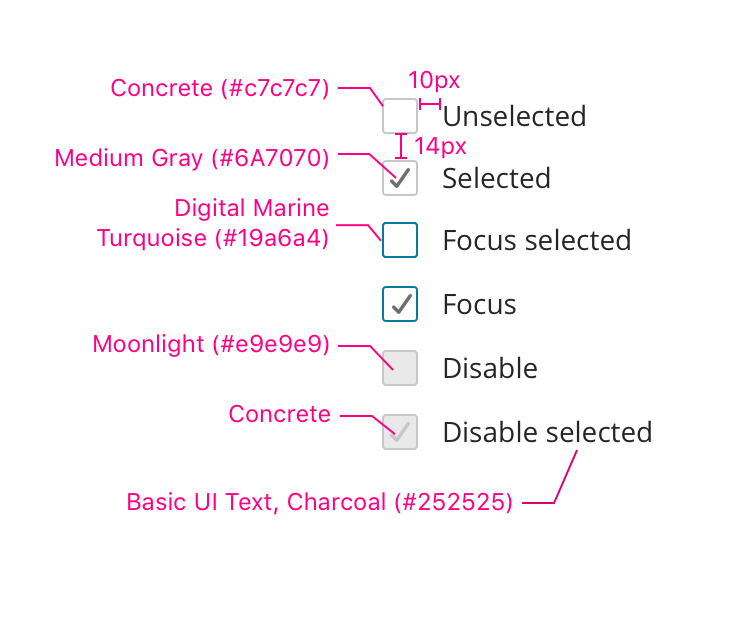 10px
Concrete (#c7c7c7)
Unselected
14px
Medium Gray (#6A7070)
Selected
Digital Marine
Turquoise (#19a6a4)
Focus selected
Focus
Moonlight (#e9e9e9)
Disable
Concrete
Disable selected
Basic UI Text, Charcoal (#252525)